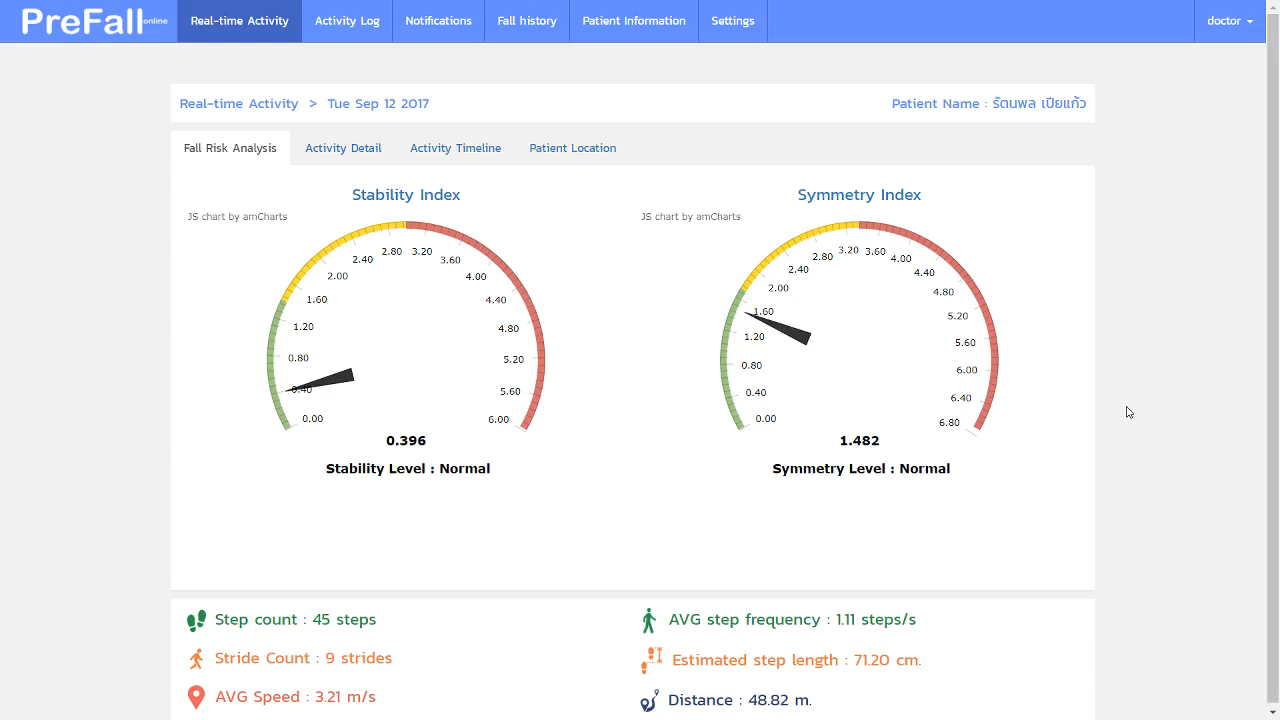 PreFall online
Real-time Activity
Activity Log
Notifications
Fall history
Patient Information
Settings
doctor
Real-time Activity > Tue Sep 12 2017
Patient Name : รัตนพล เปียแก้ว
Fall Risk Analysis
Activity Detail
Activity Timeline
Patient Location
Stability Index
JS chart by amCharts
0.00
0.40
0.80
1.20
1.60
2.00
2.40
2.80
3.20
3.60
4.00
4.40
4.80
5.20
5.60
6.00
0.396
Stability Level : Normal
Symmetry Index
JS chart by amCharts
0.00
0.40
0.80
1.20
1.60
2.00
2.40
2.80
3.20
3.60
4.00
4.40
4.80
5.20
5.60
6.00
6.40
6.80
1.482
Symmetry Level : Normal
Step count : 45 steps
AVG step frequency : 1.11 steps/s
Stride Count : 9 strides
Estimated step length : 71.20 cm.
AVG Speed : 3.21 m/s
Distance : 48.82 m.